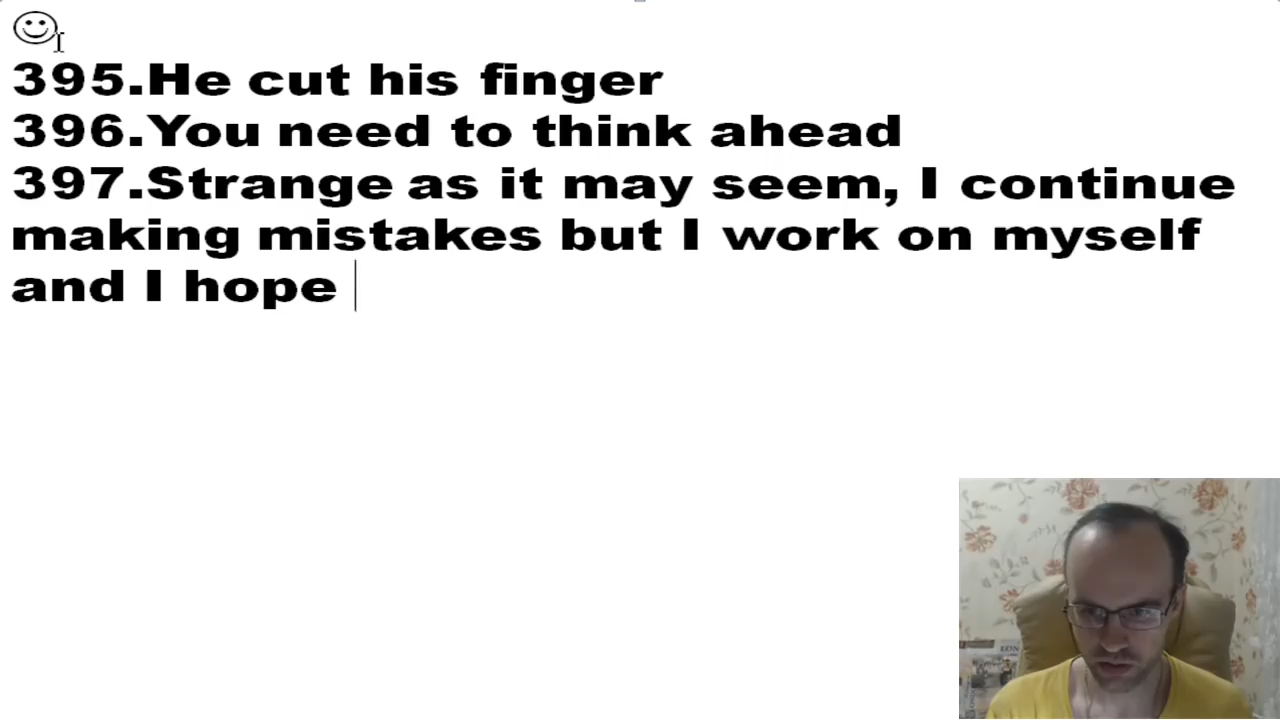 395.He cut his finger
396.You need to think ahead
397.Strange as it may seem, I continue
making mistakes but I work on myself
and I hope